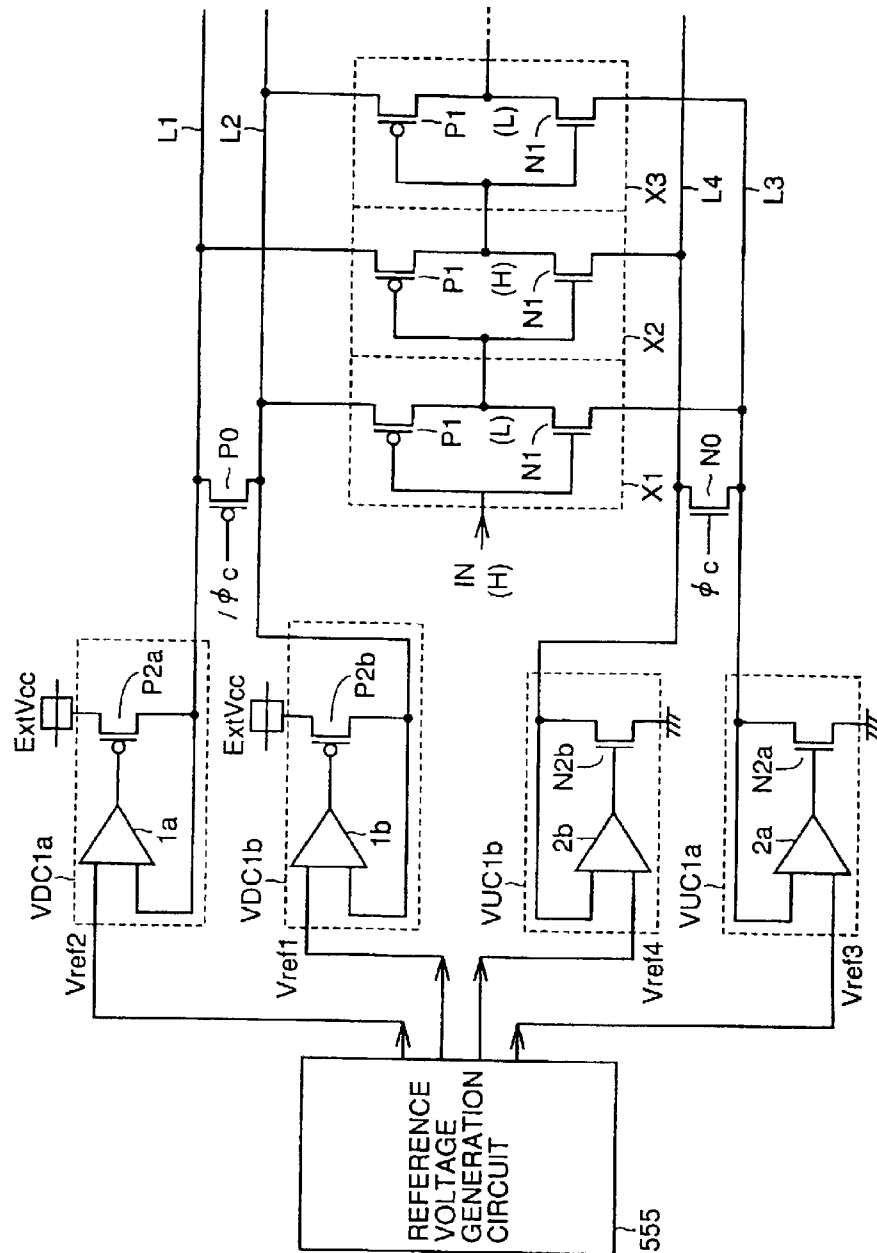 REFERENCE
VOLTAGE
GENERATION
CIRCUIT
555
Vref2
Vref1
Vref4
Vref3
VDC1a
1a
ExtVcc
P2a
VDC1b
1b
ExtVcc
P2b
VUC1b
2b
N2b
VUC1a
2a
N2a
/φc
P0
φc
N0
IN
(H)
L1
L2
P1
(L)
N1
X1
P1
(H)
N1
X2
P1
(L)
N1
X3
L4
L3